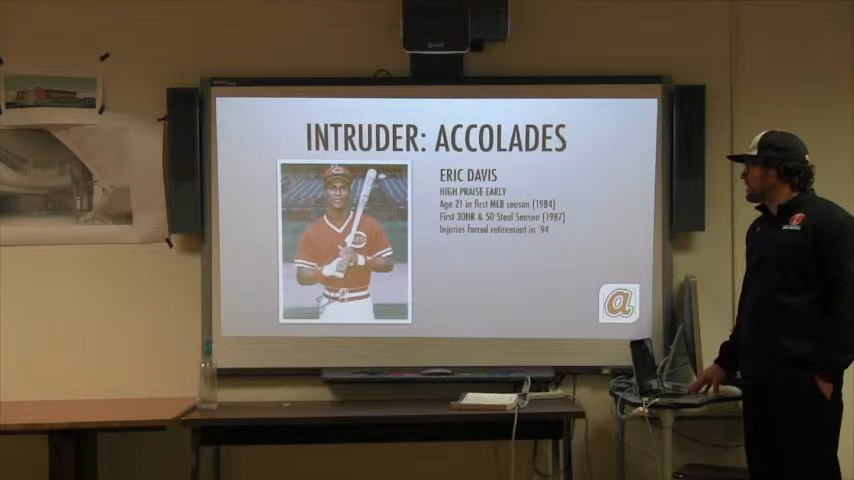 INTRUDER: ACCOLADES
ERIC DAVIS
HIGH PRAISE EARLY
Age 21 in first MLB season (1984)
First 30HR & 50 Steal Season (1987)
Injuries forced retirement in '94
a